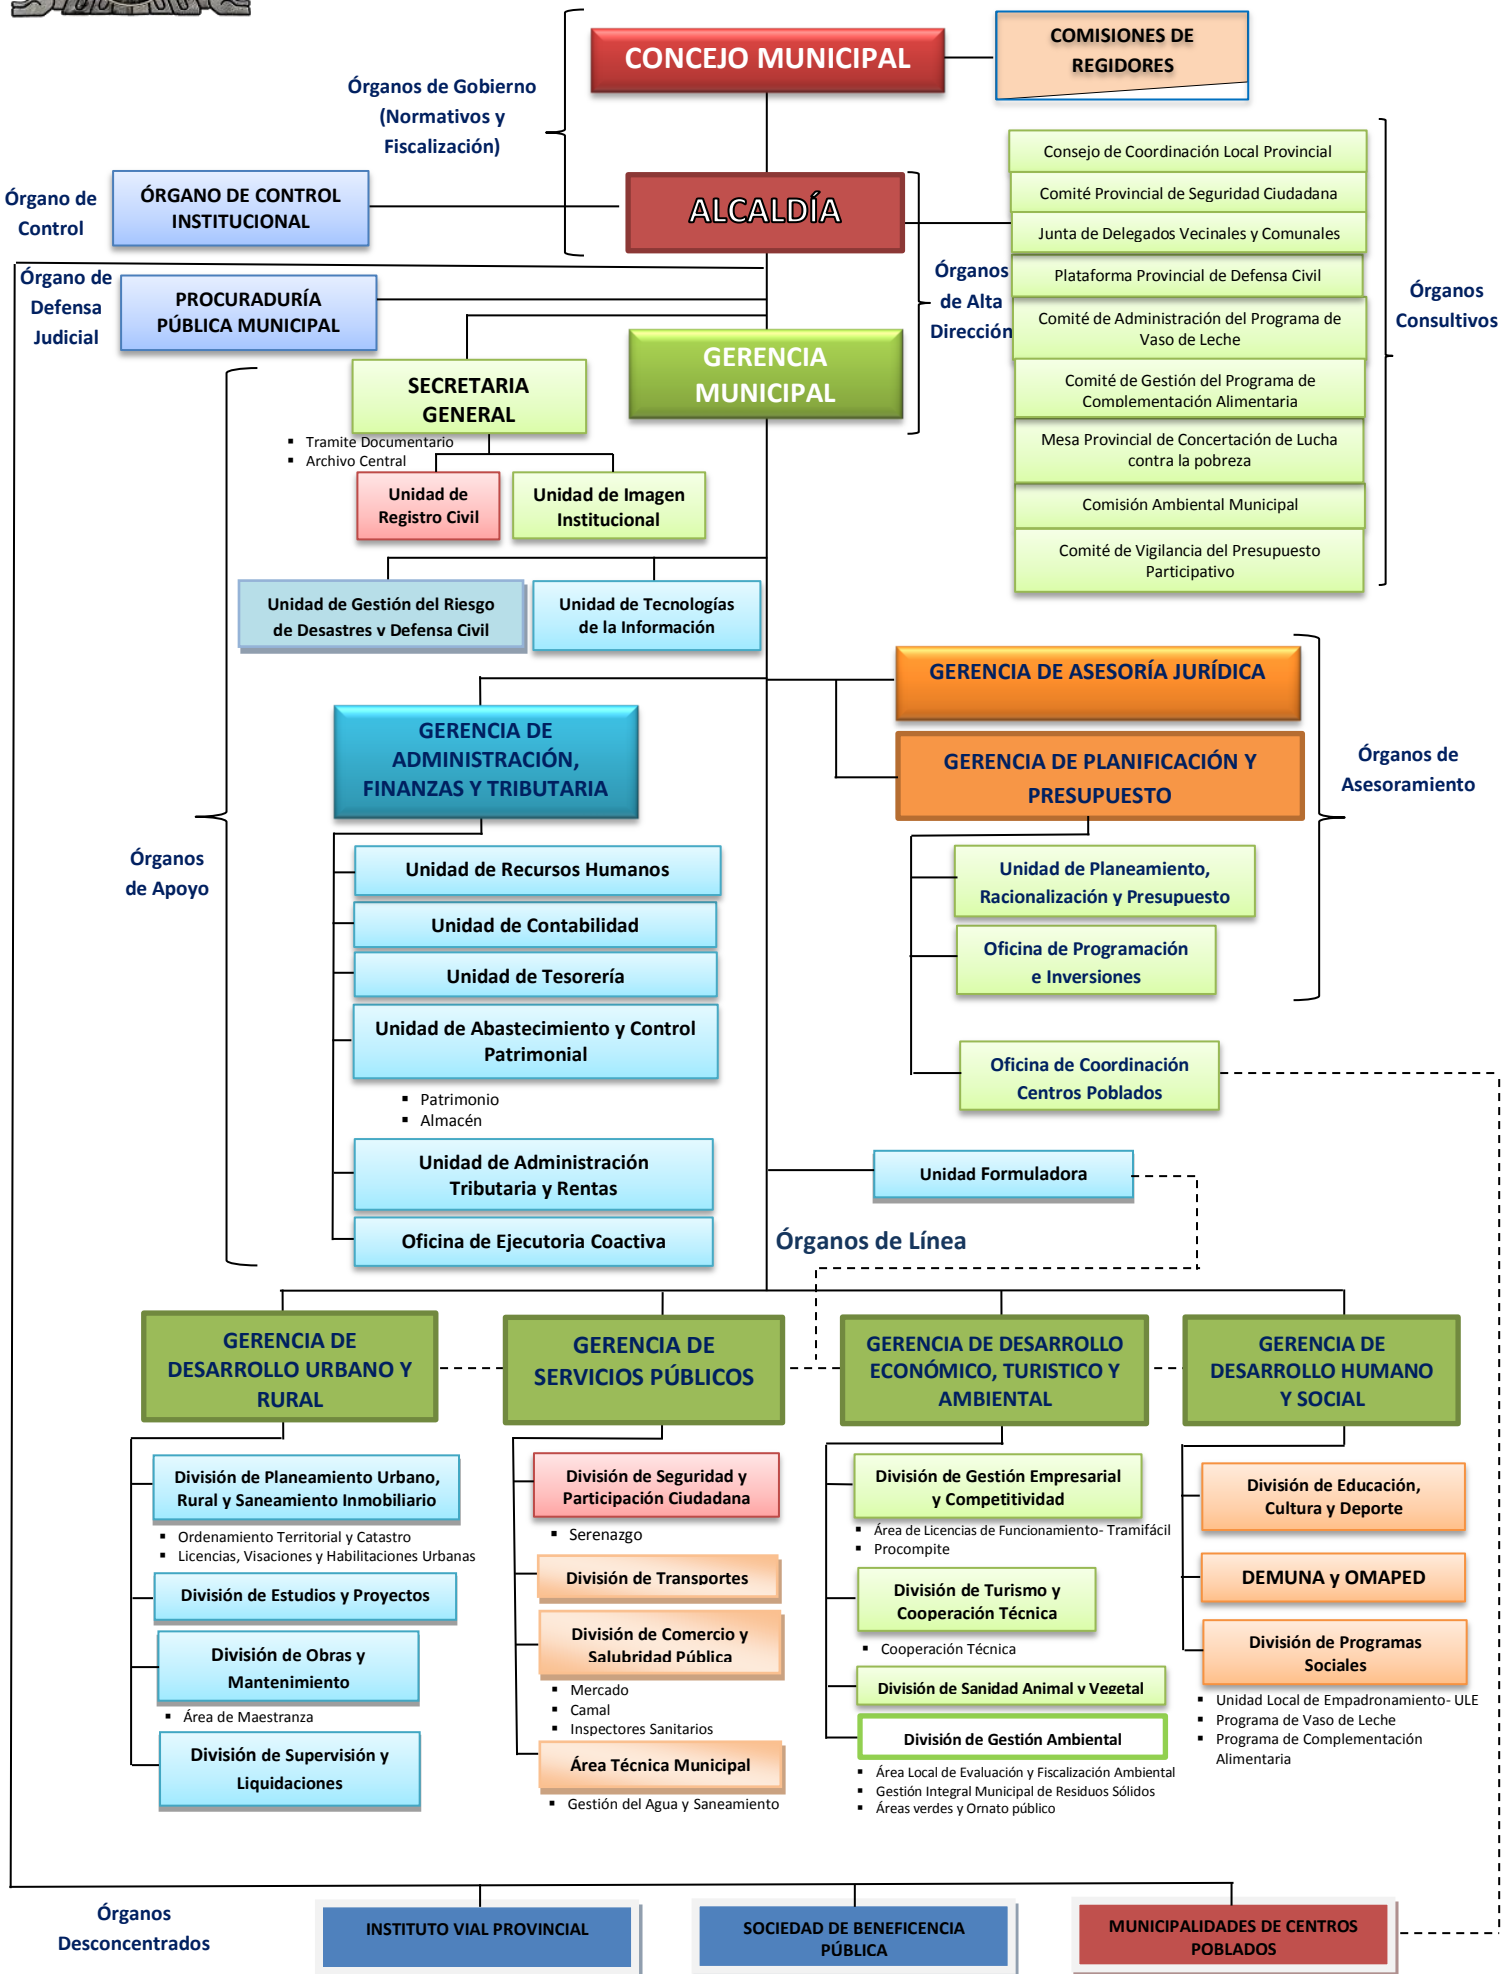 CONCEJO MUNICIPAL
COMISIONES DE
REGIDORES
Órganos de Gobierno
(Normativos y
Fiscalización)
Consejo de Coordinación Local Provincial
Comité Provincial de Seguridad Ciudadana
Junta de Delegados Vecinales y Comunales
Plataforma Provincial de Defensa Civil
Comité de Administración del Programa de
Vaso de Leche
Comité de Gestión del Programa de
Complementación Alimentaria
Mesa Provincial de Concertación de Lucha
contra la pobreza
Comisión Ambiental Municipal
Comité de Vigilancia del Presupuesto
Participativo
Órganos
Consultivos
Órgano de
Control
ÓRGANO DE CONTROL
INSTITUCIONAL
ALCALDÍA
Órgano de
Defensa
Judicial
PROCURADURÍA
PÚBLICA MUNICIPAL
Órganos
de Alta
Dirección
GERENCIA
MUNICIPAL
SECRETARIA
GENERAL
▪ Tramite Documentario
▪ Archivo Central
Unidad de
Registro Civil
Unidad de Imagen
Institucional
Unidad de Gestión del Riesgo
de Desastres y Defensa Civil
Unidad de Tecnologías
de la Información
GERENCIA DE ASESORÍA JURÍDICA
GERENCIA DE PLANIFICACIÓN Y
PRESUPUESTO
Órganos de
Asesoramiento
GERENCIA DE
ADMINISTRACIÓN,
FINANZAS Y TRIBUTARIA
Órganos
de Apoyo
Unidad de Recursos Humanos
Unidad de Contabilidad
Unidad de Tesorería
Unidad de Abastecimiento y Control
Patrimonial
▪ Patrimonio
▪ Almacén
Unidad de Administración
Tributaria y Rentas
Oficina de Ejecutoria Coactiva
Unidad de Planeamiento,
Racionalización y Presupuesto
Oficina de Programación
e Inversiones
Oficina de Coordinación
Centros Poblados
Unidad Formuladora
Órganos de Línea
GERENCIA DE
DESARROLLO URBANO Y
RURAL
GERENCIA DE
SERVICIOS PÚBLICOS
GERENCIA DE DESARROLLO
ECONÓMICO, TURISTICO Y
AMBIENTAL
GERENCIA DE
DESARROLLO HUMANO
Y SOCIAL
División de Planeamiento Urbano,
Rural y Saneamiento Inmobiliario
▪ Ordenamiento Territorial y Catastro
▪ Licencias, Visaciones y Habilitaciones Urbanas
División de Estudios y Proyectos
División de Obras y
Mantenimiento
▪ Área de Maestranza
División de Supervisión y
Liquidaciones
División de Seguridad y
Participación Ciudadana
▪ Serenazgo
División de Transportes
División de Comercio y
Salubridad Pública
▪ Mercado
▪ Camal
▪ Inspectores Sanitarios
Área Técnica Municipal
▪ Gestión del Agua y Saneamiento
División de Gestión Empresarial
y Competitividad
▪ Área de Licencias de Funcionamiento- Tramifácil
▪ Procompite
División de Turismo y
Cooperación Técnica
▪ Cooperación Técnica
División de Sanidad Animal y Vegetal
División de Gestión Ambiental
▪ Área Local de Evaluación y Fiscalización Ambiental
▪ Gestión Integral Municipal de Residuos Sólidos
▪ Áreas verdes y Ornato público
División de Educación,
Cultura y Deporte
DEMUNA y OMAPED
División de Programas
Sociales
▪ Unidad Local de Empadronamiento- ULE
▪ Programa de Vaso de Leche
▪ Programa de Complementación
Alimentaria
Órganos
Desconcentrados
INSTITUTO VIAL PROVINCIAL
SOCIEDAD DE BENEFICENCIA
PÚBLICA
MUNICIPALIDADES DE CENTROS
POBLADOS